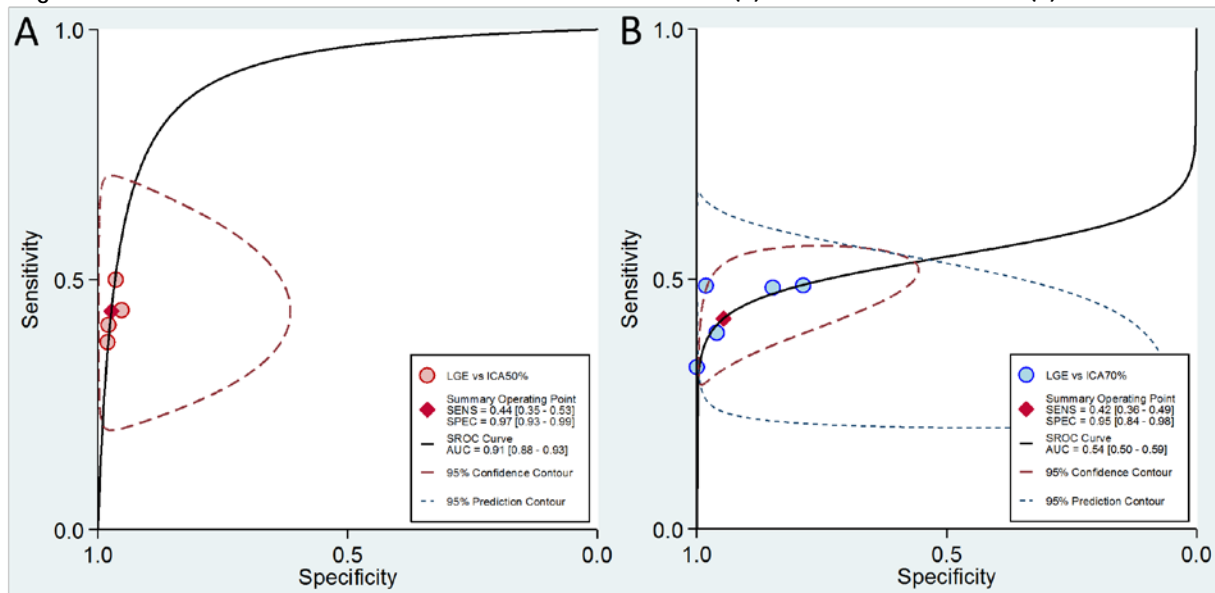 A
1.0
0.5
0.0
Sensitivity
1.0
0.5
0.0
Specificity
LGE vs ICA50%
Summary Operating Point
SENS = 0.44 [0.35 - 0.53]
SPEC = 0.97 [0.93 - 0.99]
SROC Curve
AUC = 0.91 [0.88 - 0.93]
95% Confidence Contour
95% Prediction Contour
B
1.0
0.5
0.0
Sensitivity
1.0
0.5
0.0
Specificity
LGE vs ICA70%
Summary Operating Point
SENS = 0.42 [0.36 - 0.49]
SPEC = 0.95 [0.84 - 0.98]
SROC Curve
AUC = 0.54 [0.50 - 0.59]
95% Confidence Contour
95% Prediction Contour